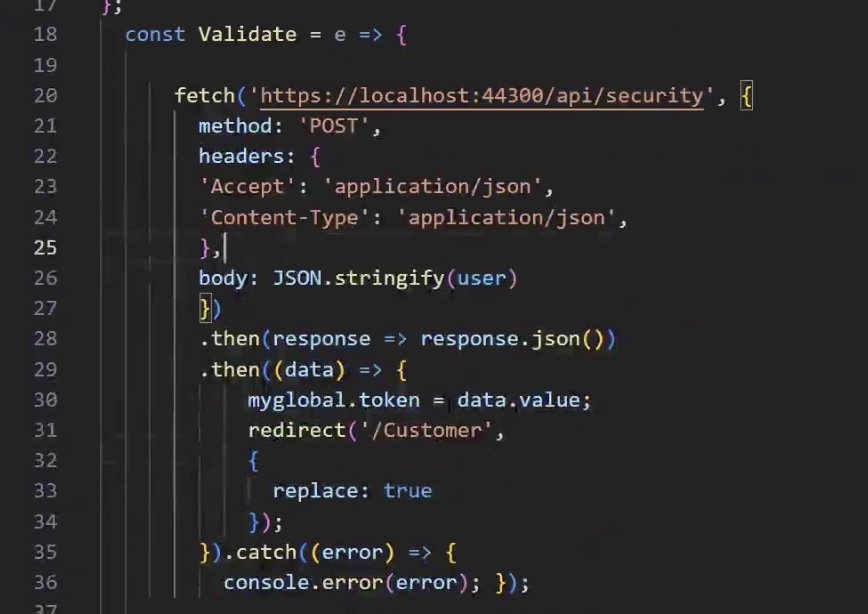 17 };
18 const Validate = e => {
19
20 fetch('https://localhost:44300/api/security', {
21 method: 'POST',
22 headers: {
23 'Accept': 'application/json',
24 'Content-Type': 'application/json',
25 },
26 body: JSON.stringify(user)
27 })
28 .then(response => response.json())
29 .then((data) => {
30 myglobal.token = data.value;
31 redirect('/Customer',
32 {
33 replace: true
34 });
35 }).catch((error) => {
36 console.error(error); });
37